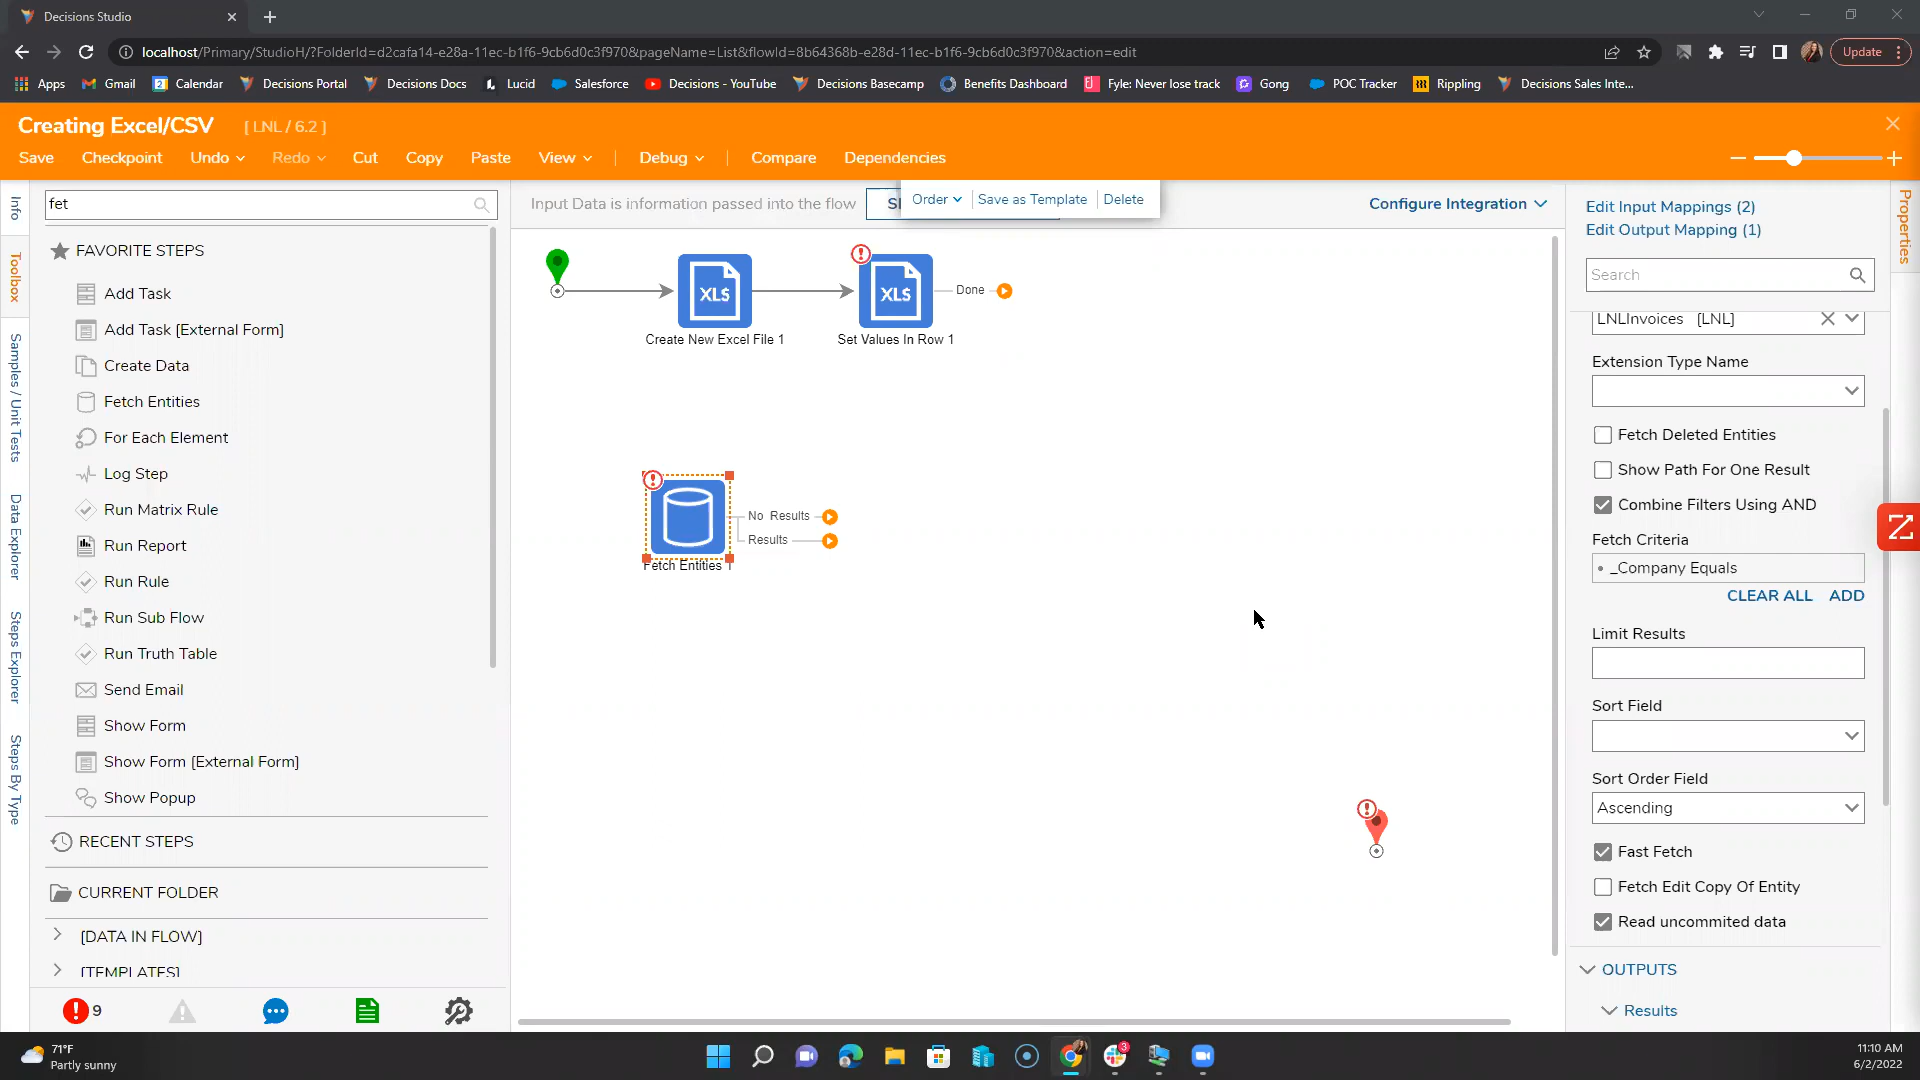 Decisions Studio
localhost/Primary/StudioH/?FolderId=d2cafa14-e28a-11ec-b1f6-9cb6d0c3f970&pageName=List&flowId=8b64368b-e28d-11ec-b1f6-9cb6d0c3f970&action=edit
Update
Apps Gmail Calendar Decisions Portal Decisions Docs Lucid Salesforce Decisions - YouTube Decisions Basecamp Benefits Dashboard Fyle: Never lose track Gong POC Tracker Rippling Decisions Sales Inte...
Creating Excel/CSV [ LNL / 6.2 ]
Save Checkpoint Undo Redo Cut Copy Paste View Debug Compare Dependencies
Info
Toolbox
Samples / Unit Tests
Data Explorer
Steps Explorer
Steps By Type
fet
FAVORITE STEPS
Add Task
Add Task [External Form]
Create Data
Fetch Entities
For Each Element
Log Step
Run Matrix Rule
Run Report
Run Rule
Run Sub Flow
Run Truth Table
Send Email
Show Form
Show Form [External Form]
Show Popup
RECENT STEPS
CURRENT FOLDER
[DATA IN FLOW]
[TEMPLATES]
9
Input Data is information passed into the flow
Order Save as Template Delete
Configure Integration
XLS
Create New Excel File 1
XLS
Set Values In Row 1
Done
No Results
Results
Fetch Entities
Properties
Edit Input Mappings (2)
Edit Output Mapping (1)
Search
LNLInvoices [LNL]
Extension Type Name
Fetch Deleted Entities
Show Path For One Result
Combine Filters Using AND
Fetch Criteria
• _Company Equals
CLEAR ALL ADD
Limit Results
Sort Field
Sort Order Field
Ascending
Fast Fetch
Fetch Edit Copy Of Entity
Read uncommited data
OUTPUTS
Results
71°F
Partly sunny
3
11:10 AM
6/2/2022